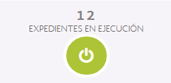 12
EXPEDIENTES EN EJECUCIÓN